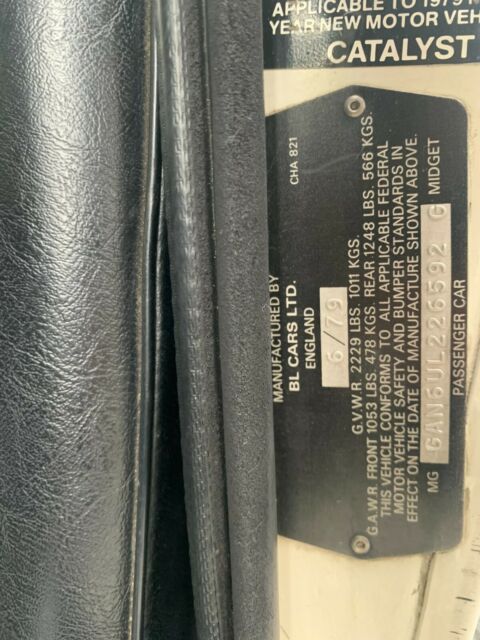 APPLICABLE TO 1979
YEAR NEW MOTOR VEH
CATALYST
CHA 821
MANUFACTURED BY
BL CARS LTD.
ENGLAND
6/79
G.V.W.R. 2229 LBS. 1011 KGS.
G.A.W.R. FRONT 1053 LBS. 478 KGS. REAR 1248 LBS. 566 KGS.
THIS VEHICLE CONFORMS TO ALL APPLICABLE FEDERAL
MOTOR VEHICLE SAFETY AND BUMPER STANDARDS IN
EFFECT ON THE DATE OF MANUFACTURE SHOWN ABOVE.
MG GAN6UL226592 G MIDGET
PASSENGER CAR